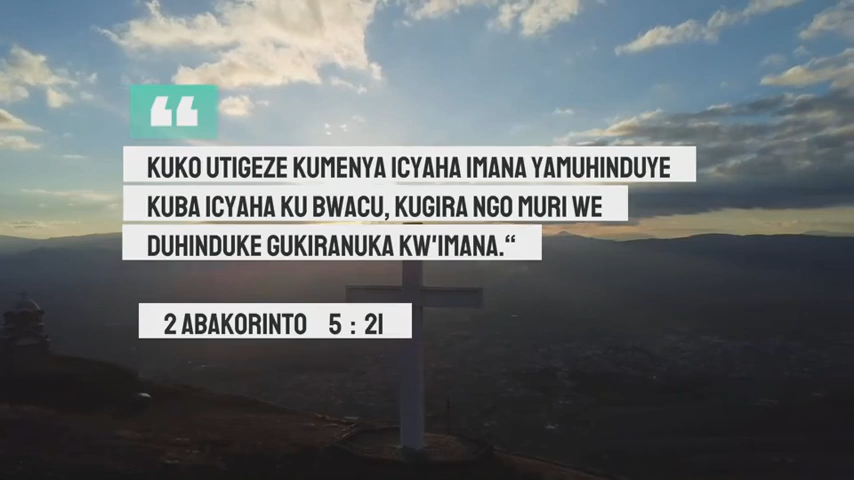 “
KUKO UTIGEZE KUMENYA ICYAHA IMANA YAMUHINDUYE
KUBA ICYAHA KU BWACU, KUGIRA NGO MURI WE
DUHINDUKE GUKIRANUKA KW'IMANA.“
2 ABAKORINTO 5 : 21